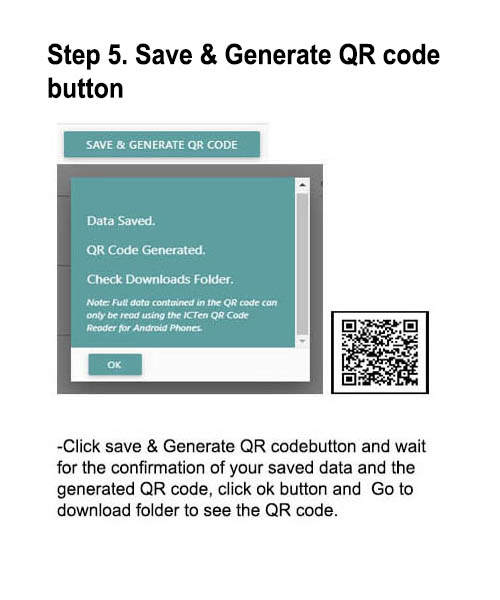 Step 5. Save & Generate QR code
button
SAVE & GENERATE QR CODE
Data Saved.
QR Code Generated.
Check Downloads Folder.
Note: Full data contained in the QR code can
only be read using the ICTen QR Code
Reader for Android Phones.
OK
-Click save & Generate QR codebutton and wait
for the confirmation of your saved data and the
generated QR code, click ok button and  Go to
download folder to see the QR code.